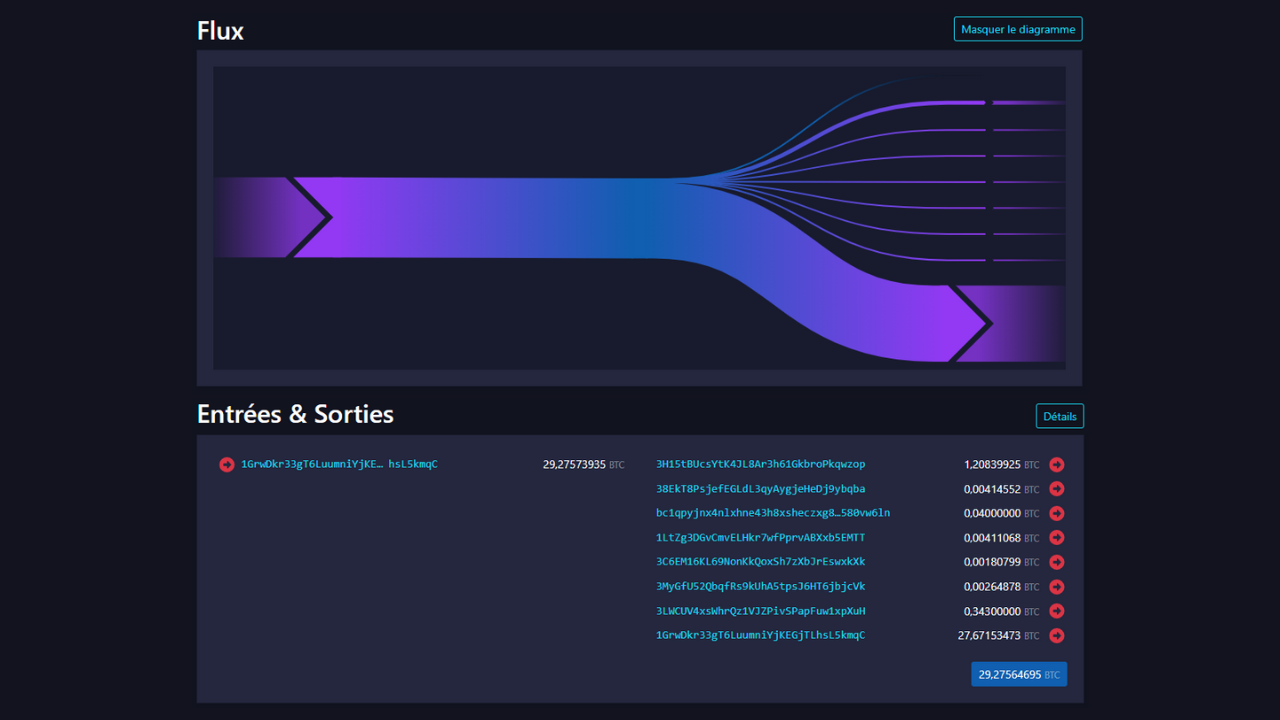 Flux
Masquer le diagramme
Entrées & Sorties
Détails
1GrwDkr33gT6LuumniYjKE… hsL5kmqC 29,27573935 BTC
3H15tBUcsYtK4JL8Ar3h61GkbroPkqwzop 1,20839925 BTC
38EkT8PsjefEGLdL3qyAygjeHeDj9ybqba 0,00414552 BTC
bc1qpyjnx4nlxhne43h8xsheczxg8…580vw6ln 0,04000000 BTC
1LtZg3DGvCmvELHkr7wfPprvABXxb5EMTT 0,00411068 BTC
3C6EM16KL69NonKkQoxSh7zXbJrEswxkXk 0,00180799 BTC
3MyGfU52QbqfRs9kUhA5tpsJ6HT6jbjcVk 0,00264878 BTC
3LWCUV4xsWhrQz1VJZPivSPapFuw1xpXuH 0,34300000 BTC
1GrwDkr33gT6LuumniYjKEGjTLhsL5kmqC 27,67153473 BTC
29,27564695 BTC